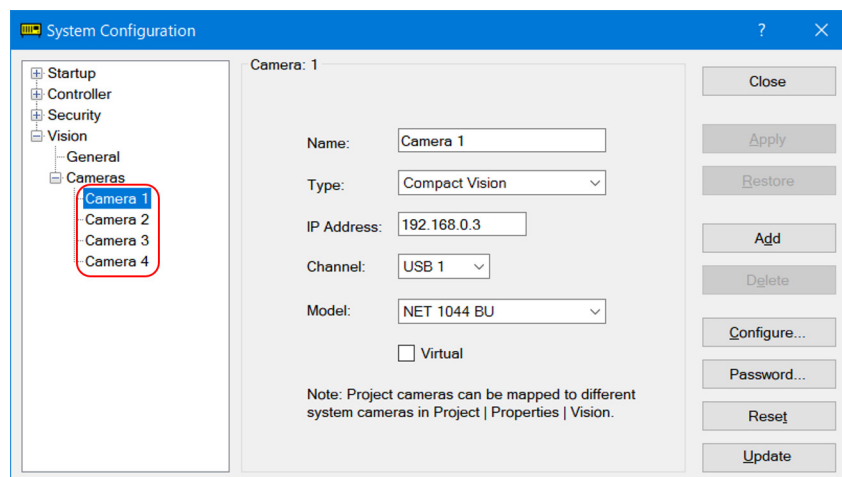 System Configuration
Startup
Controller
Security
Vision
General
Cameras
Camera 1
Camera 2
Camera 3
Camera 4
Camera: 1
Name: Camera 1
Type: Compact Vision
IP Address: 192.168.0.3
Channel: USB 1
Model: NET 1044 BU
Virtual
Note: Project cameras can be mapped to different
system cameras in Project | Properties | Vision.
Close
Apply
Restore
Add
Delete
Configure...
Password...
Reset
Update